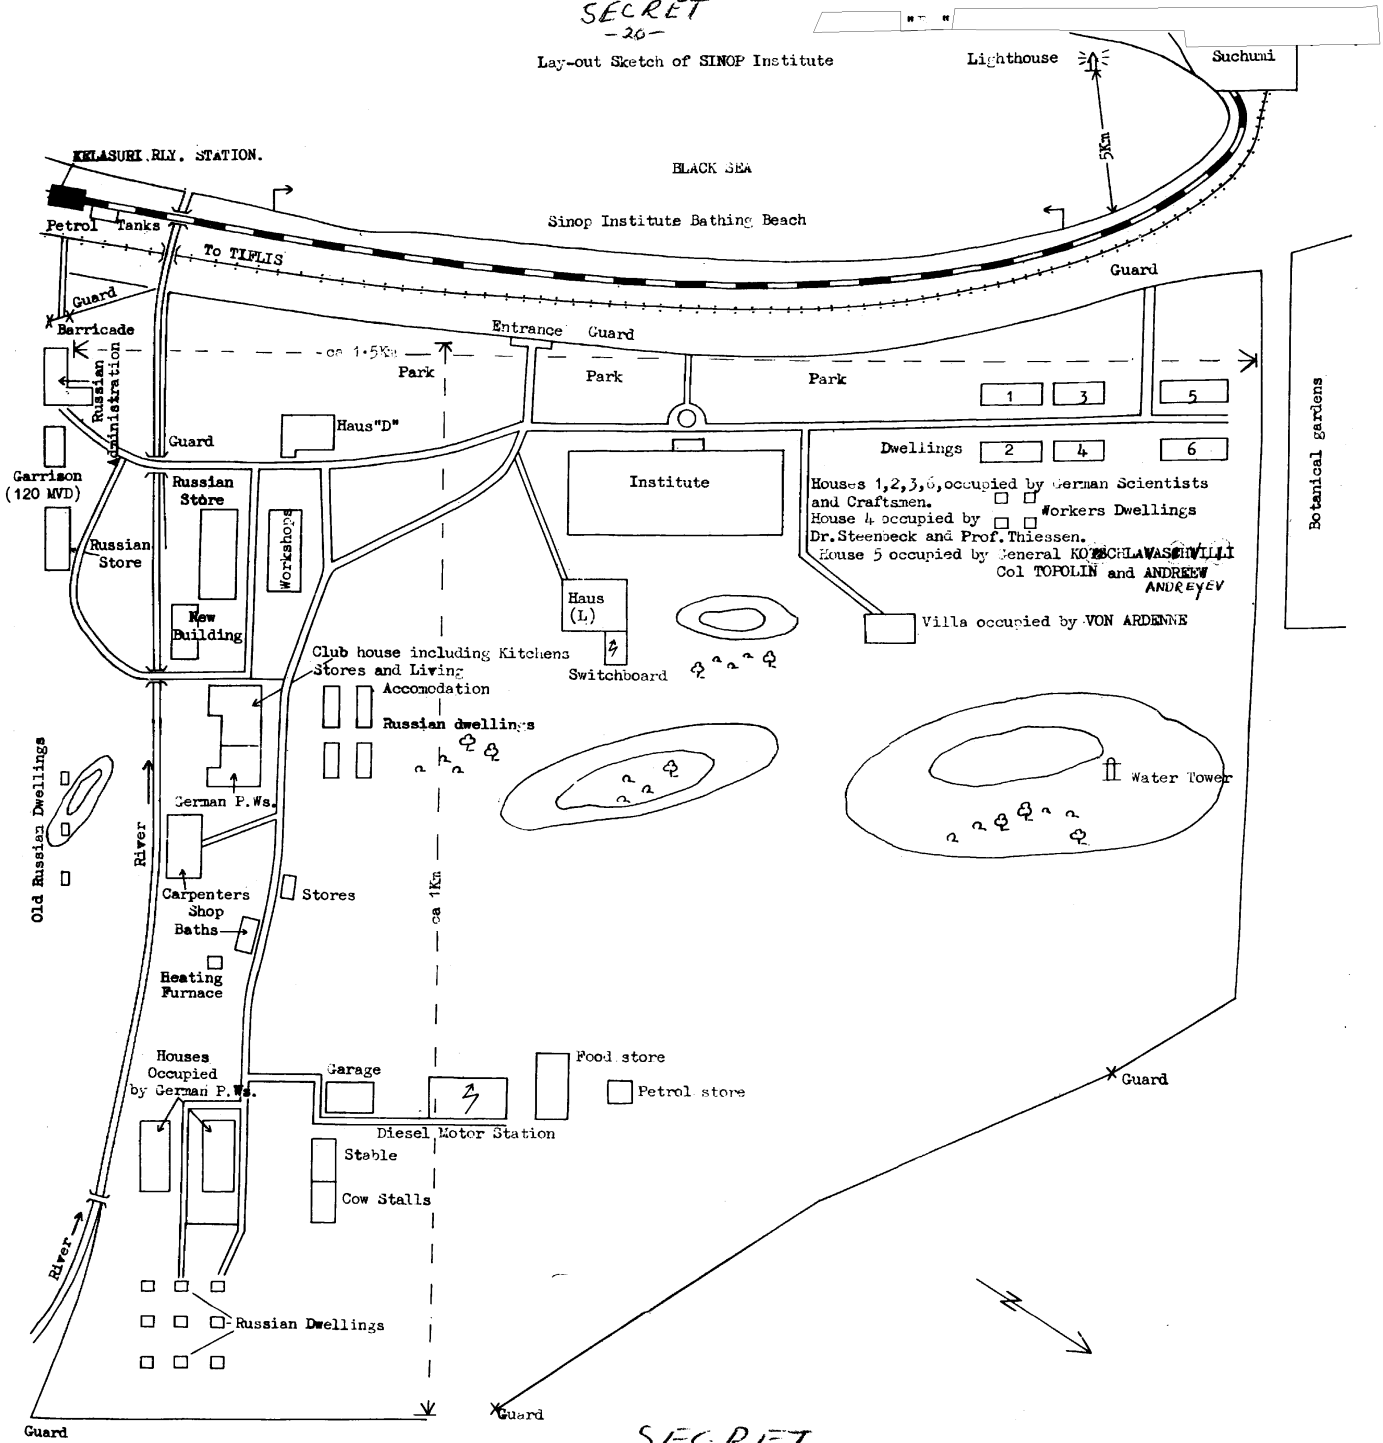 SECRET
-20-
Lay-out Sketch of SINOP Institute
Lighthouse
Suchumi
5Km
KELASURI RLY. STATION.
BLACK SEA
Petrol Tanks
Sinop Institute Bathing Beach
To TIFLIS
Guard
Guard
Barricade
Entrance Guard
ca 1.5Km
Park
Park
Park
Russian
Administration
1
3
5
Haus "D"
Guard
Dwellings
2
4
6
Botanical gardens
Garrison
(120 MVD)
Russian
Store
Institute
Houses 1,2,3,6, occupied by German Scientists
and Craftsmen.
Workers Dwellings
House 4 occupied by
Dr.Steenbeck and Prof.Thiessen.
House 5 occupied by General KOTSCHLAWASCHVILLI
Col TOPOLIN and ANDREEW
ANDREYEV
Workshops
Russian
Store
New
Building
Haus
(L)
Villa occupied by VON ARDENNE
Switchboard
Club house including Kitchens
Stores and Living
Accomodation
Russian dwellings
Old Russian Dwellings
Water Tower
German P.Ws.
River
Carpenters
Shop
Stores
ca 1Km
Baths
Heating
Furnace
Houses
Occupied
by German P.Ws.
Garage
Food store
Petrol store
Guard
Diesel Motor Station
Stable
Cow Stalls
River
N
Russian Dwellings
Guard
Guard
SECRET